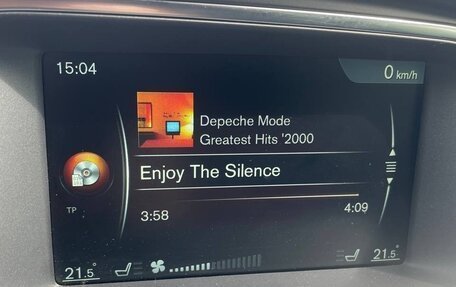 15:04
0 km/h
Depeche Mode
Greatest Hits '2000
Enjoy The Silence
TP
3:58 4:09
21.5° 21.5°